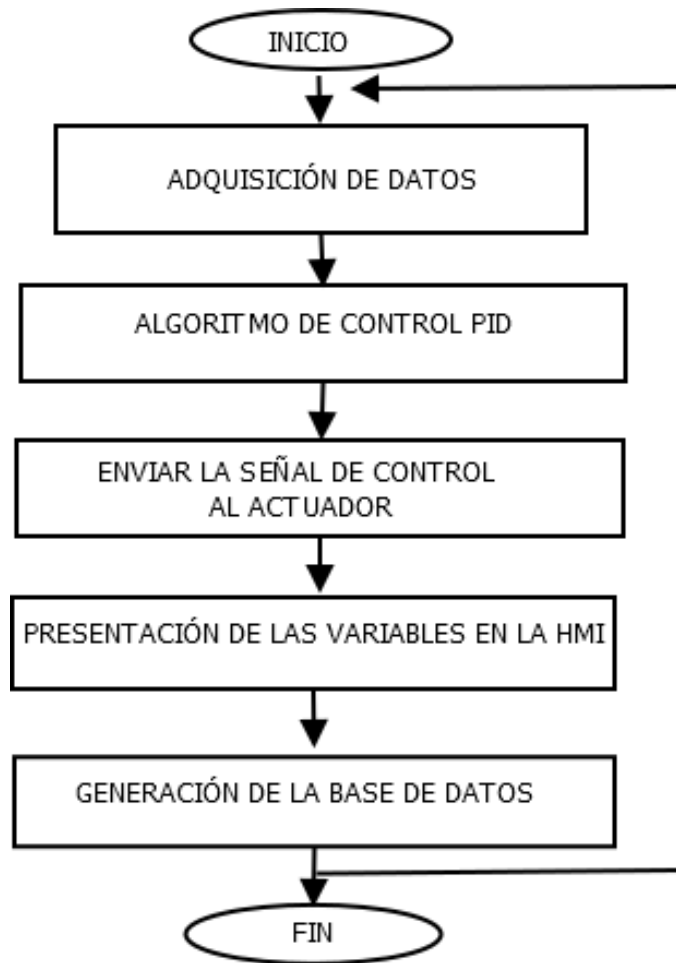 INICIO
ADQUISICIÓN DE DATOS
ALGORITMO DE CONTROL PID
ENVIAR LA SEÑAL DE CONTROL
AL ACTUADOR
PRESENTACIÓN DE LAS VARIABLES EN LA HMI
GENERACIÓN DE LA BASE DE DATOS
FIN